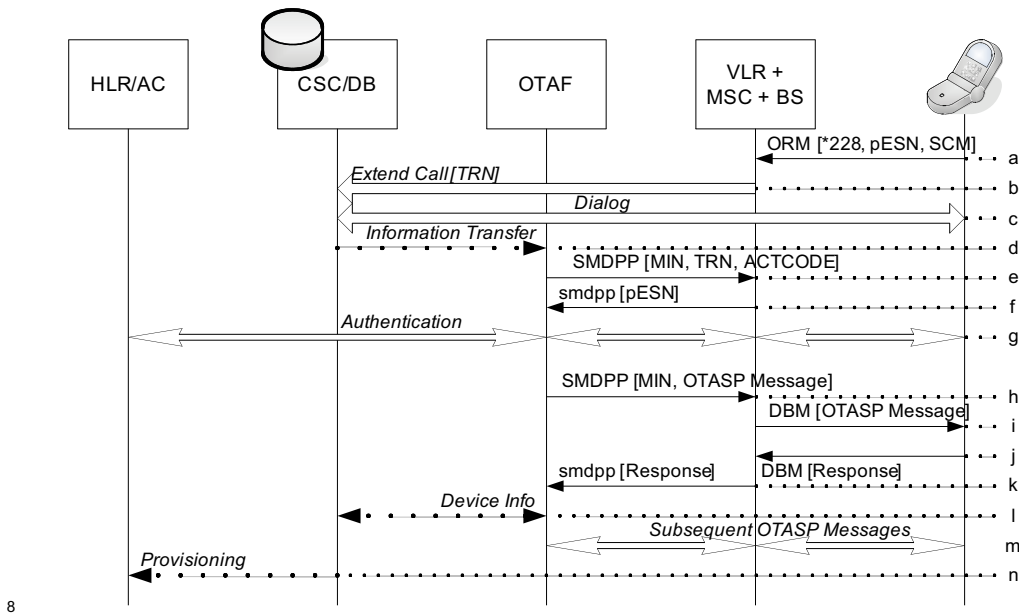 HLR/AC
CSC/DB
OTAF
VLR +
MSC + BS
ORM [*228, pESN, SCM]
a
Extend Call[TRN]
b
Dialog
c
Information Transfer
d
SMDPP [MIN, TRN, ACTCODE]
e
smdpp [pESN]
f
Authentication
g
SMDPP [MIN, OTASP Message]
h
DBM [OTASP Message]
i
j
smdpp [Response]
DBM [Response]
k
Device Info
l
Subsequent OTASP Messages
m
Provisioning
n
8